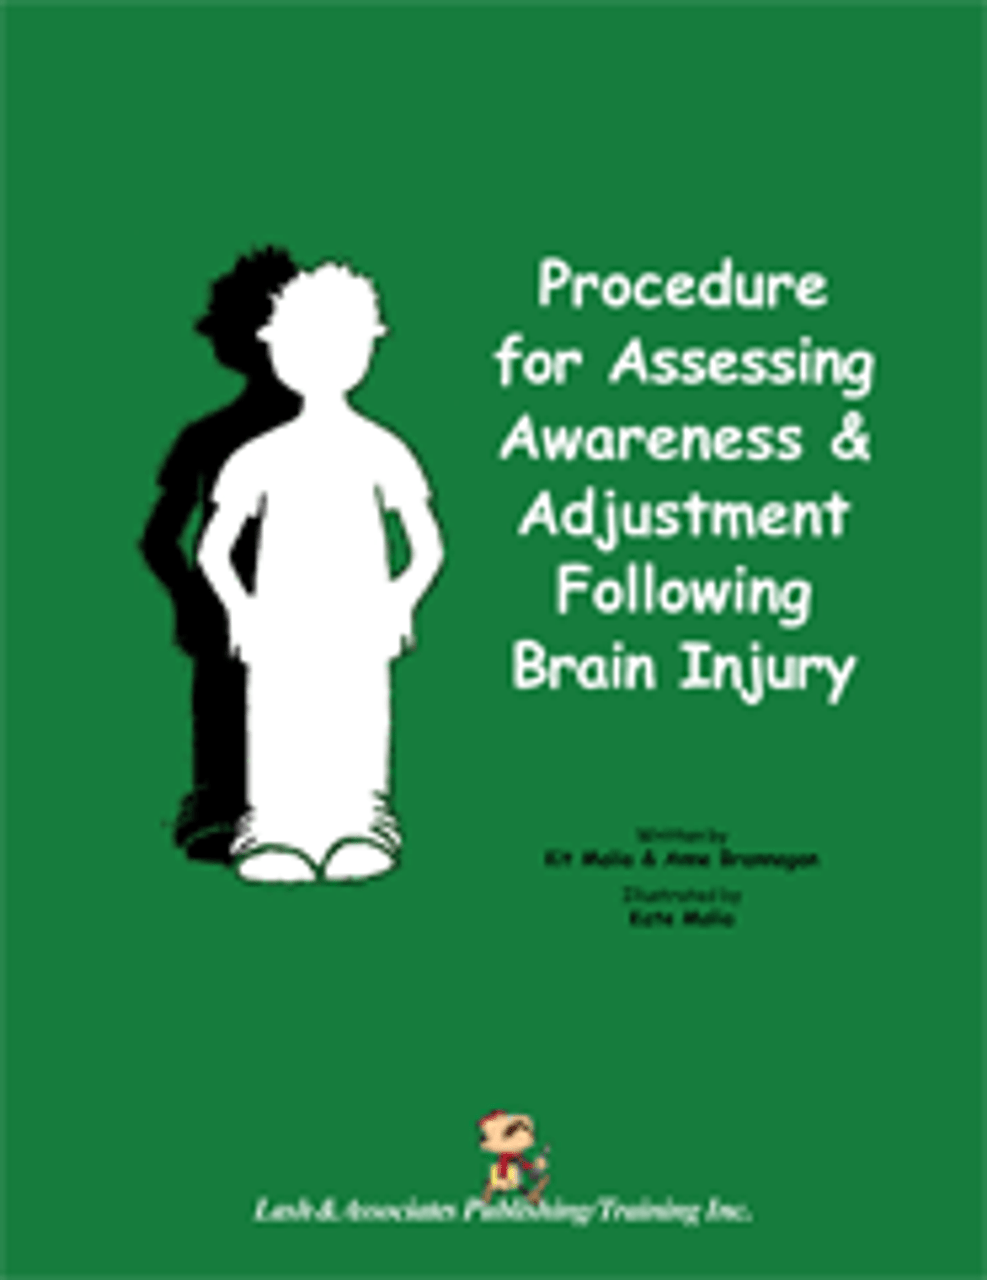 Procedure
for Assessing
Awareness &
Adjustment
Following
Brain Injury
Written by
Kit Malia & Anne Brannagan
Illustrated by
Kate Malia
Lash & Associates Publishing/Training Inc.